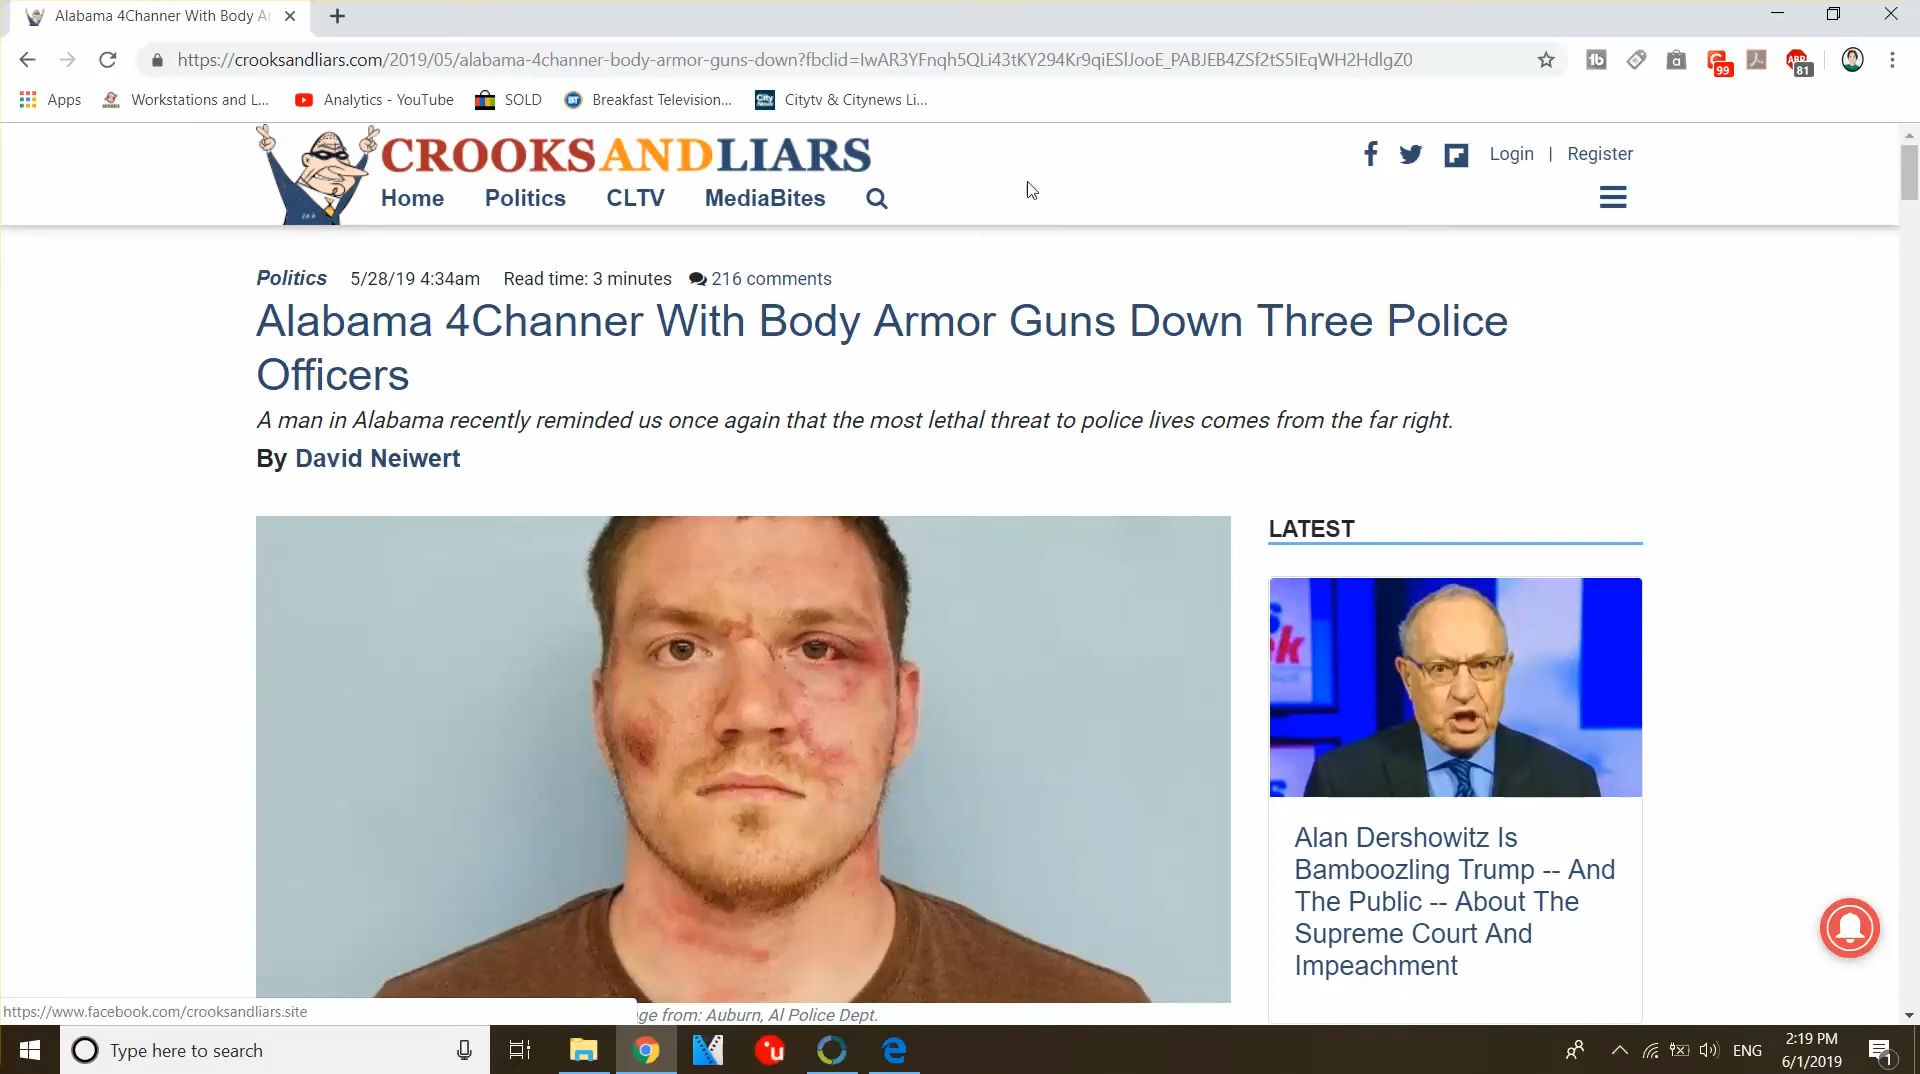 Alabama 4Channer With Body Ar
https://crooksandliars.com/2019/05/alabama-4channer-body-armor-guns-down?fbclid=IwAR3YFnqh5QLi43tKY294Kr9qiESlJooE_PABJEB4ZSf2tS5IEqWH2HdlgZ0
99
ABP
81
Apps
Workstations and L...
Analytics - YouTube
SOLD
BT
Breakfast Television...
City
Citytv & Citynews Li...
CROOKSANDLIARS
Login | Register
Home Politics CLTV MediaBites
Politics 5/28/19 4:34am Read time: 3 minutes 216 comments
Alabama 4Channer With Body Armor Guns Down Three Police
Officers
A man in Alabama recently reminded us once again that the most lethal threat to police lives comes from the far right.
By David Neiwert
LATEST
Alan Dershowitz Is
Bamboozling Trump -- And
The Public -- About The
Supreme Court And
Impeachment
https://www.facebook.com/crooksandliars.site
ge from: Auburn, Al Police Dept.
Type here to search
ENG
2:19 PM
6/1/2019
1